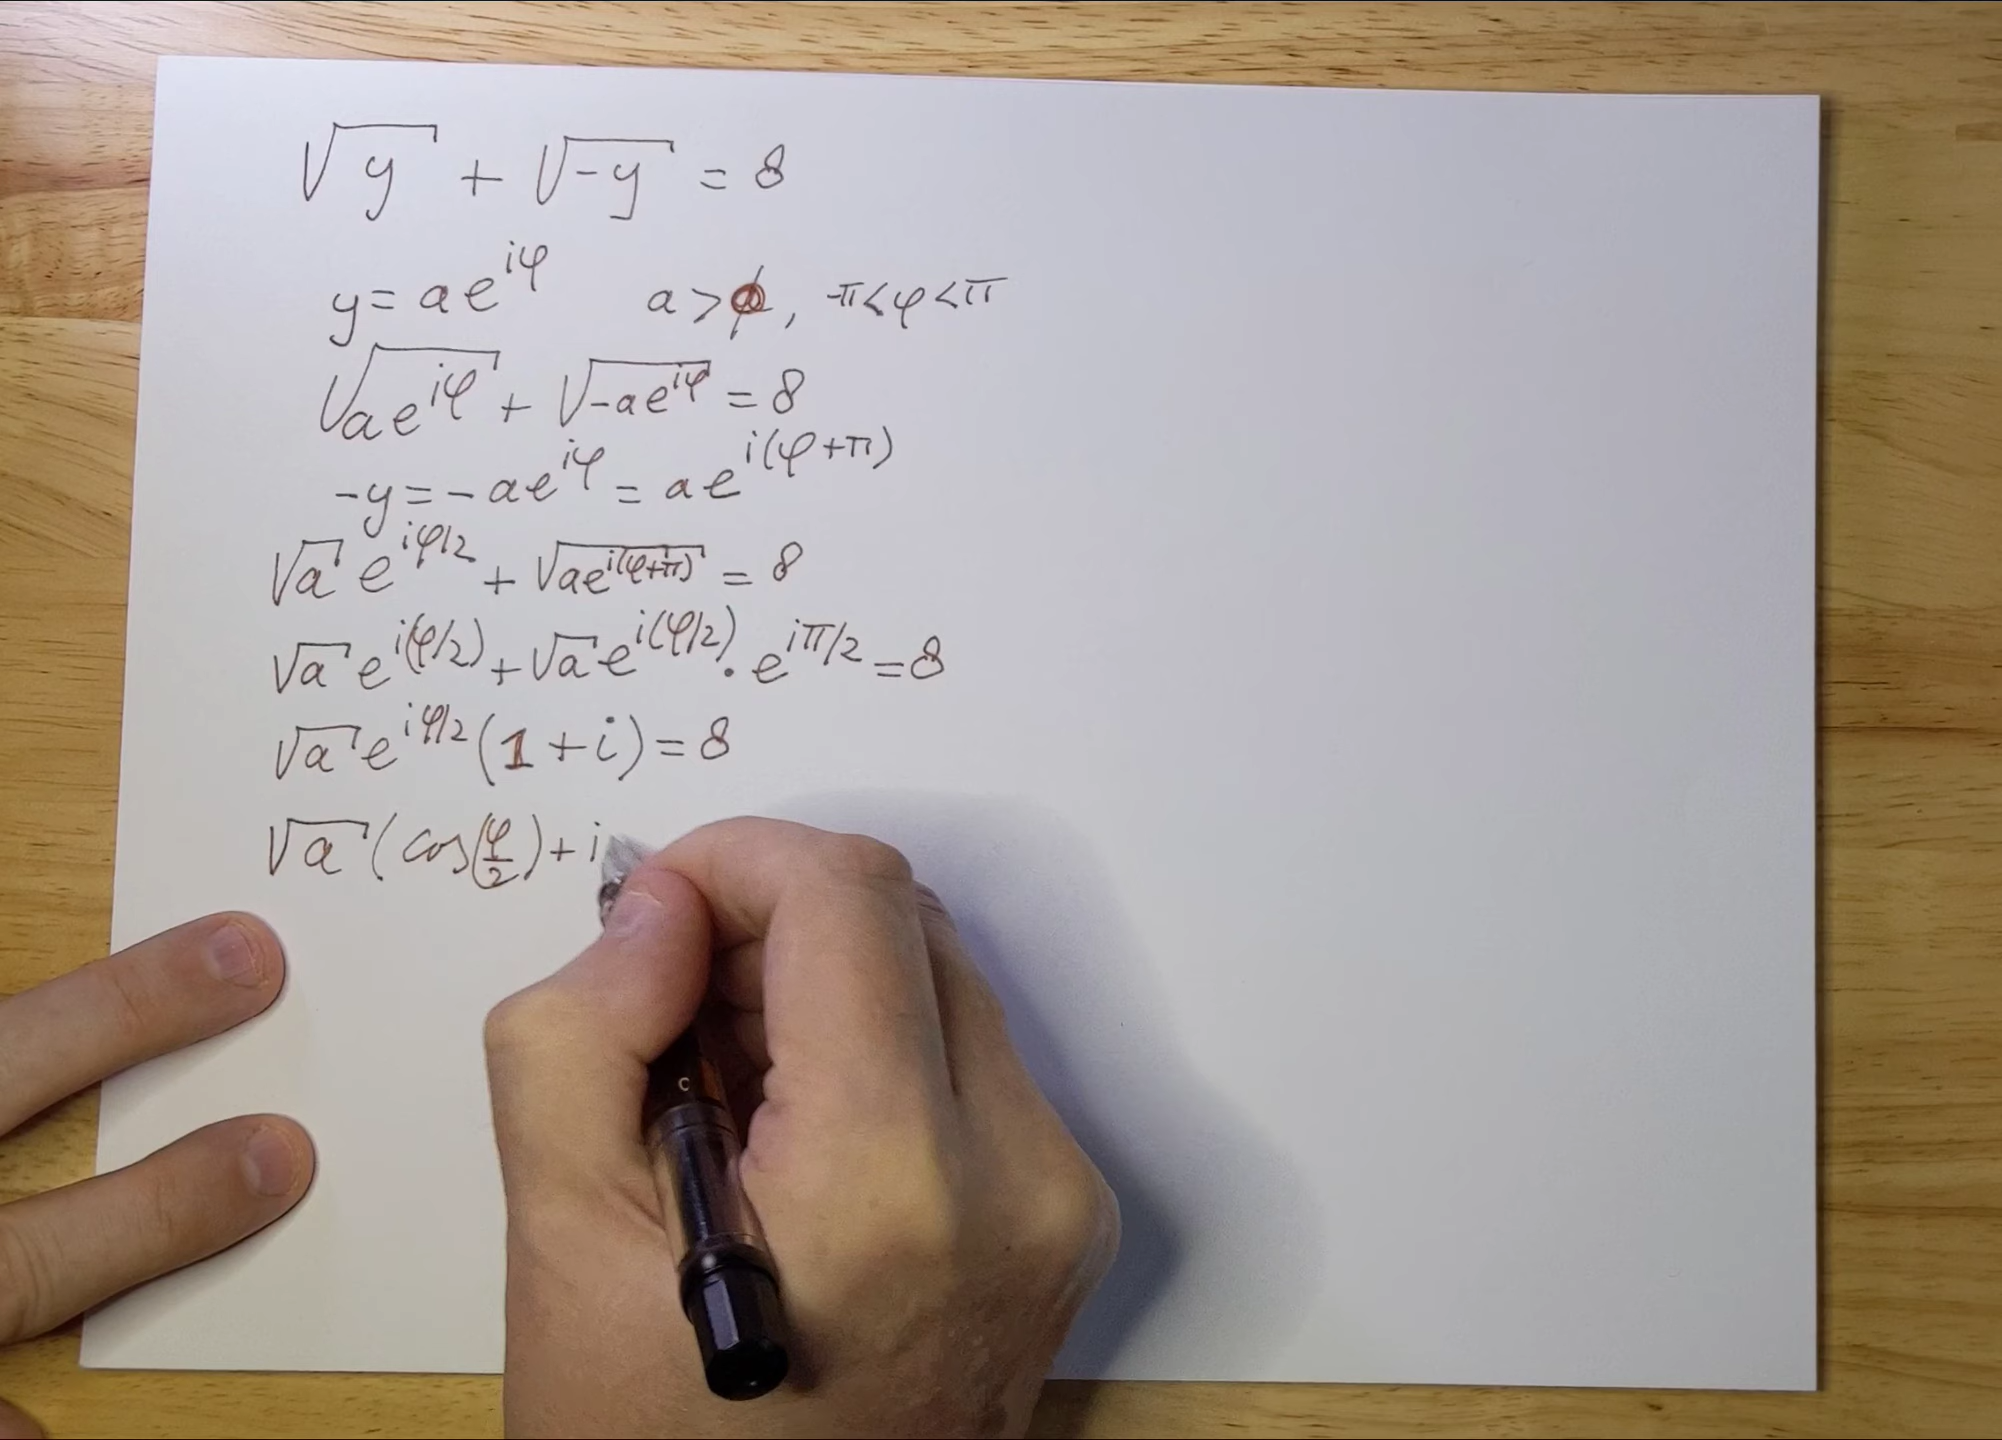 √y + √-y = 8
y = ae^{iφ} a > 0, -π < φ < π
√ae^{iφ} + √-ae^{iφ} = 8
-y = -ae^{iφ} = ae^{i(φ+π)}
√a e^{iφ/2} + √ae^{i(φ+π)} = 8
√a e^{i(φ/2)} + √a e^{i(φ/2)} · e^{iπ/2} = 8
√a e^{iφ/2} (1 + i) = 8
√a (cos(φ/2) + i
C